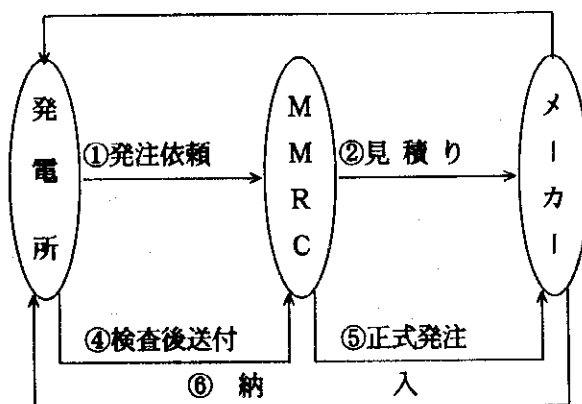 発電所
MMRC
メーカー
①発注依頼
②見積り
④検査後送付
⑤正式発注
⑥ 納 入